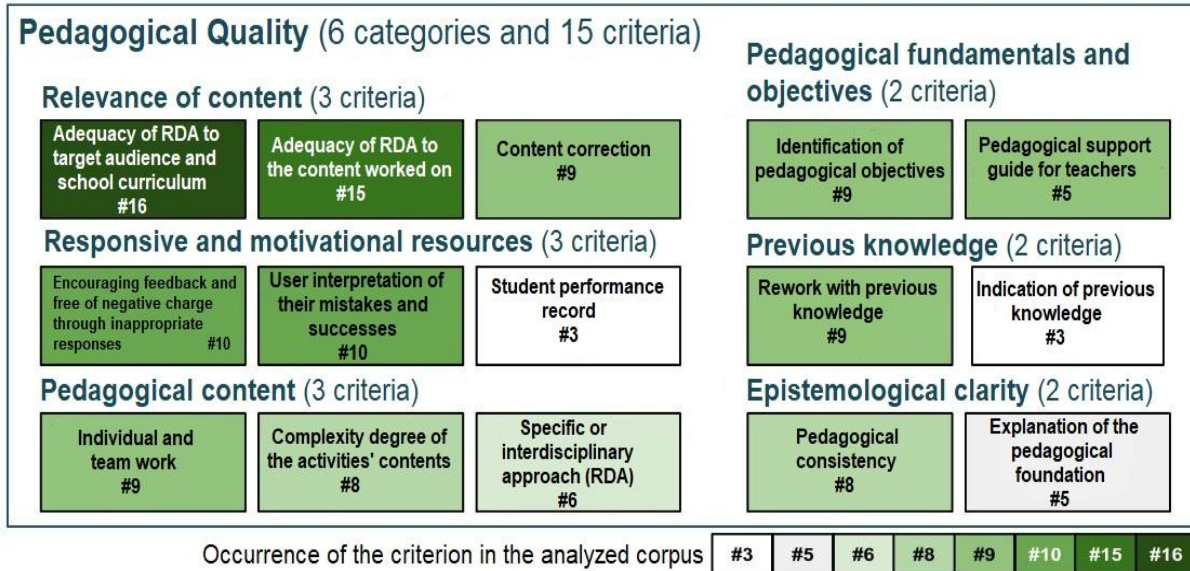 Pedagogical Quality (6 categories and 15 criteria)
Relevance of content (3 criteria)
Adequacy of RDA to
target audience and
school curriculum
#16
Adequacy of RDA to
the content worked on
#15
Content correction
#9
Responsive and motivational resources (3 criteria)
Encouraging feedback and
free of negative charge
through inappropriate
responses #10
User interpretation of
their mistakes and
successes
#10
Student performance
record
#3
Pedagogical content (3 criteria)
Individual and
team work
#9
Complexity degree of
the activities' contents
#8
Specific or
interdisciplinary
approach (RDA)
#6
Pedagogical fundamentals and
objectives (2 criteria)
Identification of
pedagogical objectives
#9
Pedagogical support
guide for teachers
#5
Previous knowledge (2 criteria)
Rework with previous
knowledge
#9
Indication of previous
knowledge
#3
Epistemological clarity (2 criteria)
Pedagogical
consistency
#8
Explanation of the
pedagogical
foundation
#5
Occurrence of the criterion in the analyzed corpus #3 #5 #6 #8 #9 #10 #15 #16